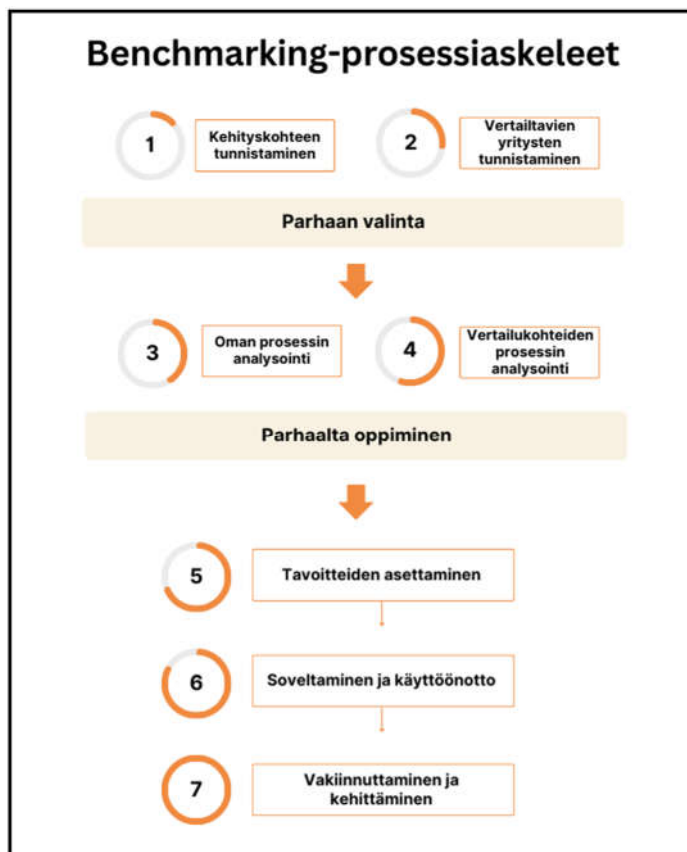 Benchmarking-prosessiaskeleet
1
Kehityskohteen
tunnistaminen
2
Vertailtavien
yritysten
tunnistaminen
Parhaan valinta
3
Oman prosessin
analysointi
4
Vertailukohteiden
prosessin
analysointi
Parhaalta oppiminen
5
Tavoitteiden asettaminen
6
Soveltaminen ja käyttöönotto
7
Vakiinnuttaminen ja
kehittäminen